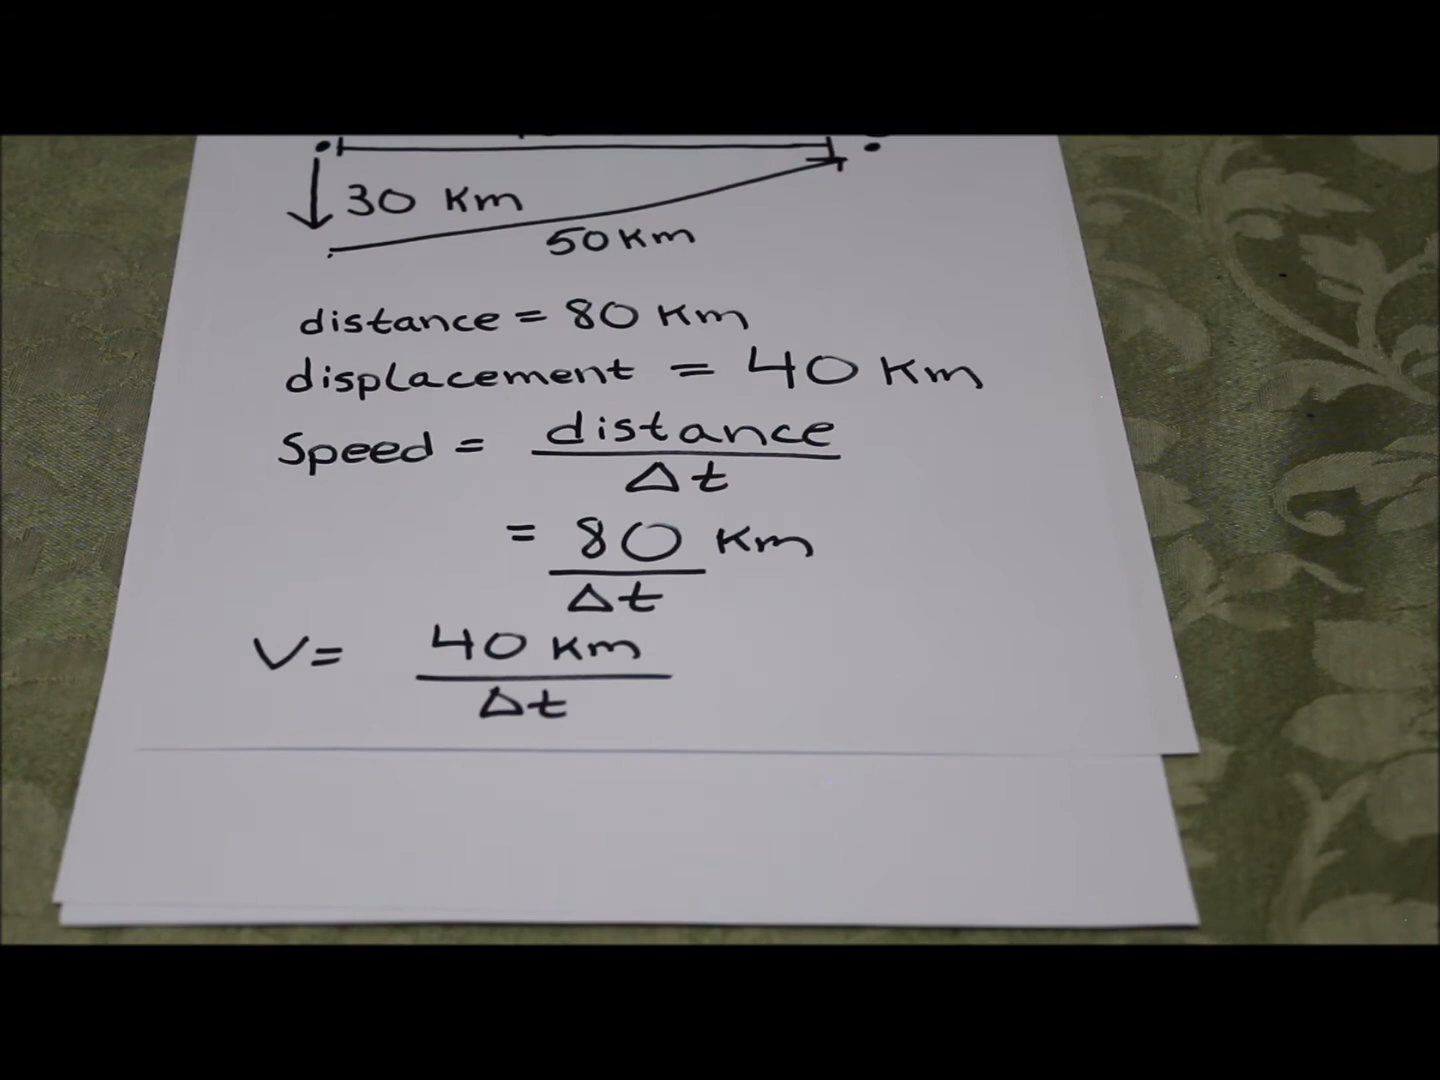 30 Km
50 Km
distance = 80 Km
displacement = 40 Km
Speed = distance
Δt
= 80 Km
Δt
V = 40 Km
Δt